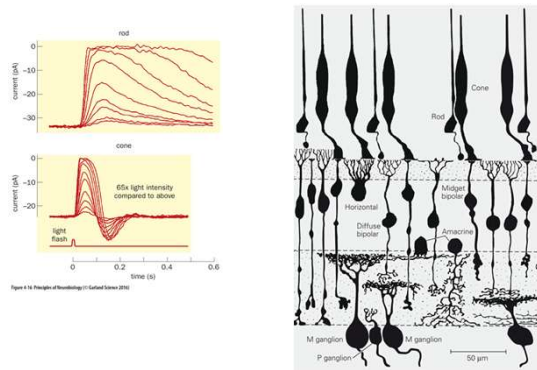 rod
0
−10
−20
−30
current (pA)
cone
0
−10
−20
current (pA)
65x light intensity
compared to above
light
flash
0
0.2
0.4
0.6
time (s)
Figure 4-16 Principles of Neurobiology (© Garland Science 2016)
Cone
Rod
Midget
bipolar
Horizontal
Diffuse
bipolar
Amacrine
M ganglion
P ganglion
M ganglion
50 µm